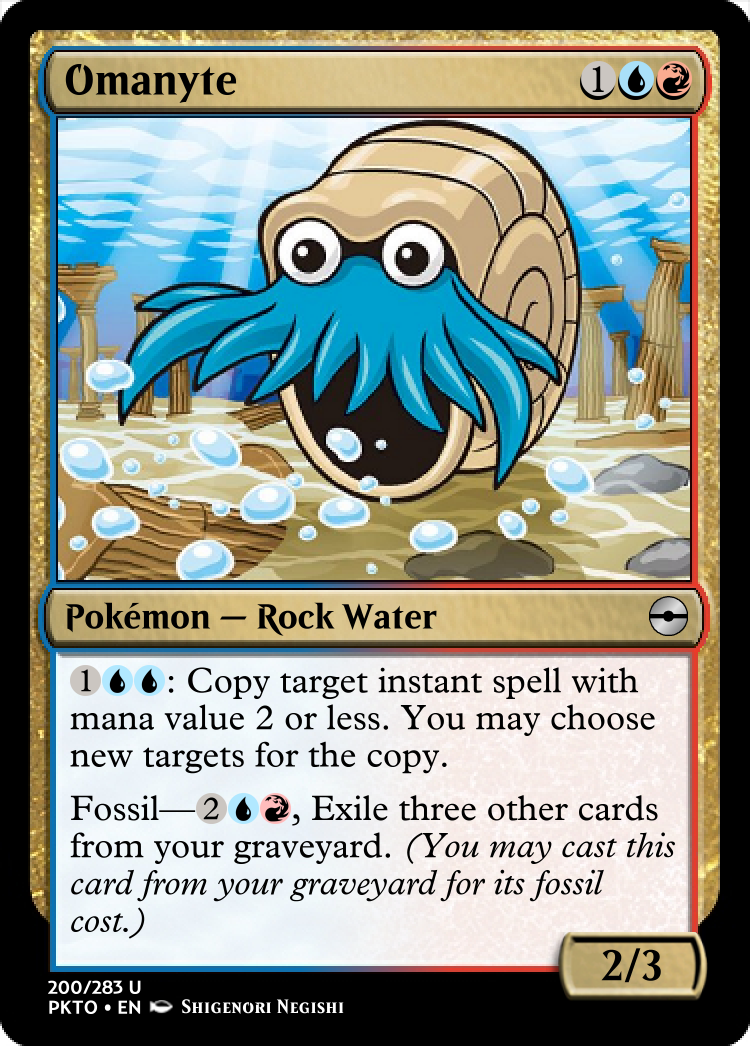 Omanyte 1
Pokémon — Rock Water
1: Copy target instant spell with
mana value 2 or less. You may choose
new targets for the copy.
Fossil—2, Exile three other cards
from your graveyard. (You may cast this
card from your graveyard for its fossil
cost.)
2/3
200/283 U
PKTO • EN Shigenori Negishi